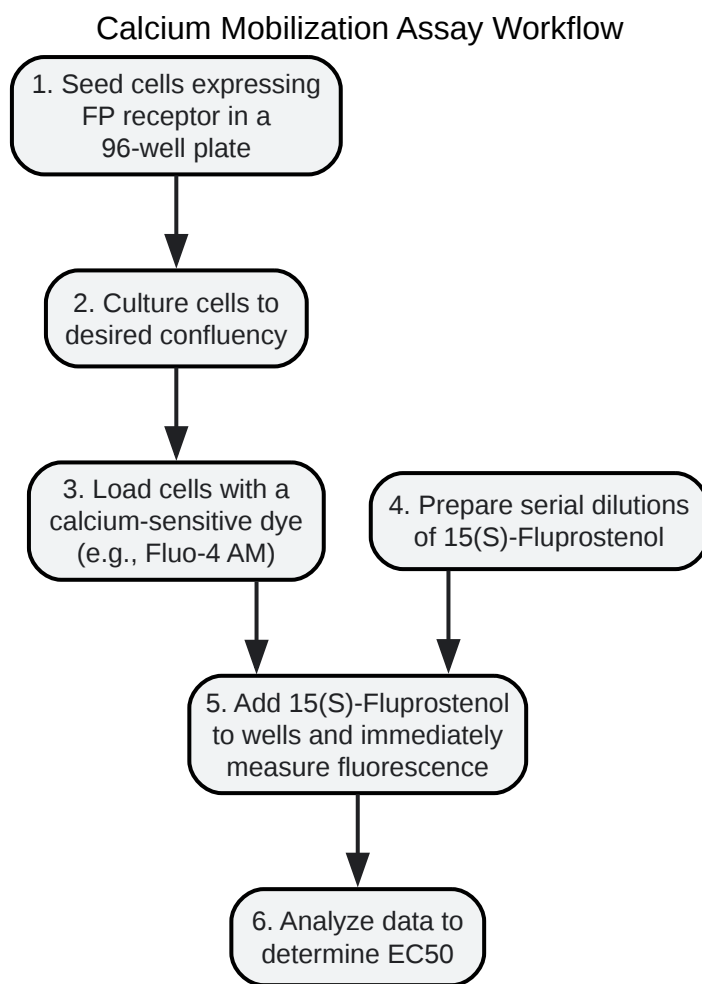 Calcium Mobilization Assay Workflow
1. Seed cells expressing
FP receptor in a
96-well plate
2. Culture cells to
desired confluency
3. Load cells with a
calcium-sensitive dye
(e.g., Fluo-4 AM)
4. Prepare serial dilutions
of 15(S)-Fluprostenol
5. Add 15(S)-Fluprostenol
to wells and immediately
measure fluorescence
6. Analyze data to
determine EC50